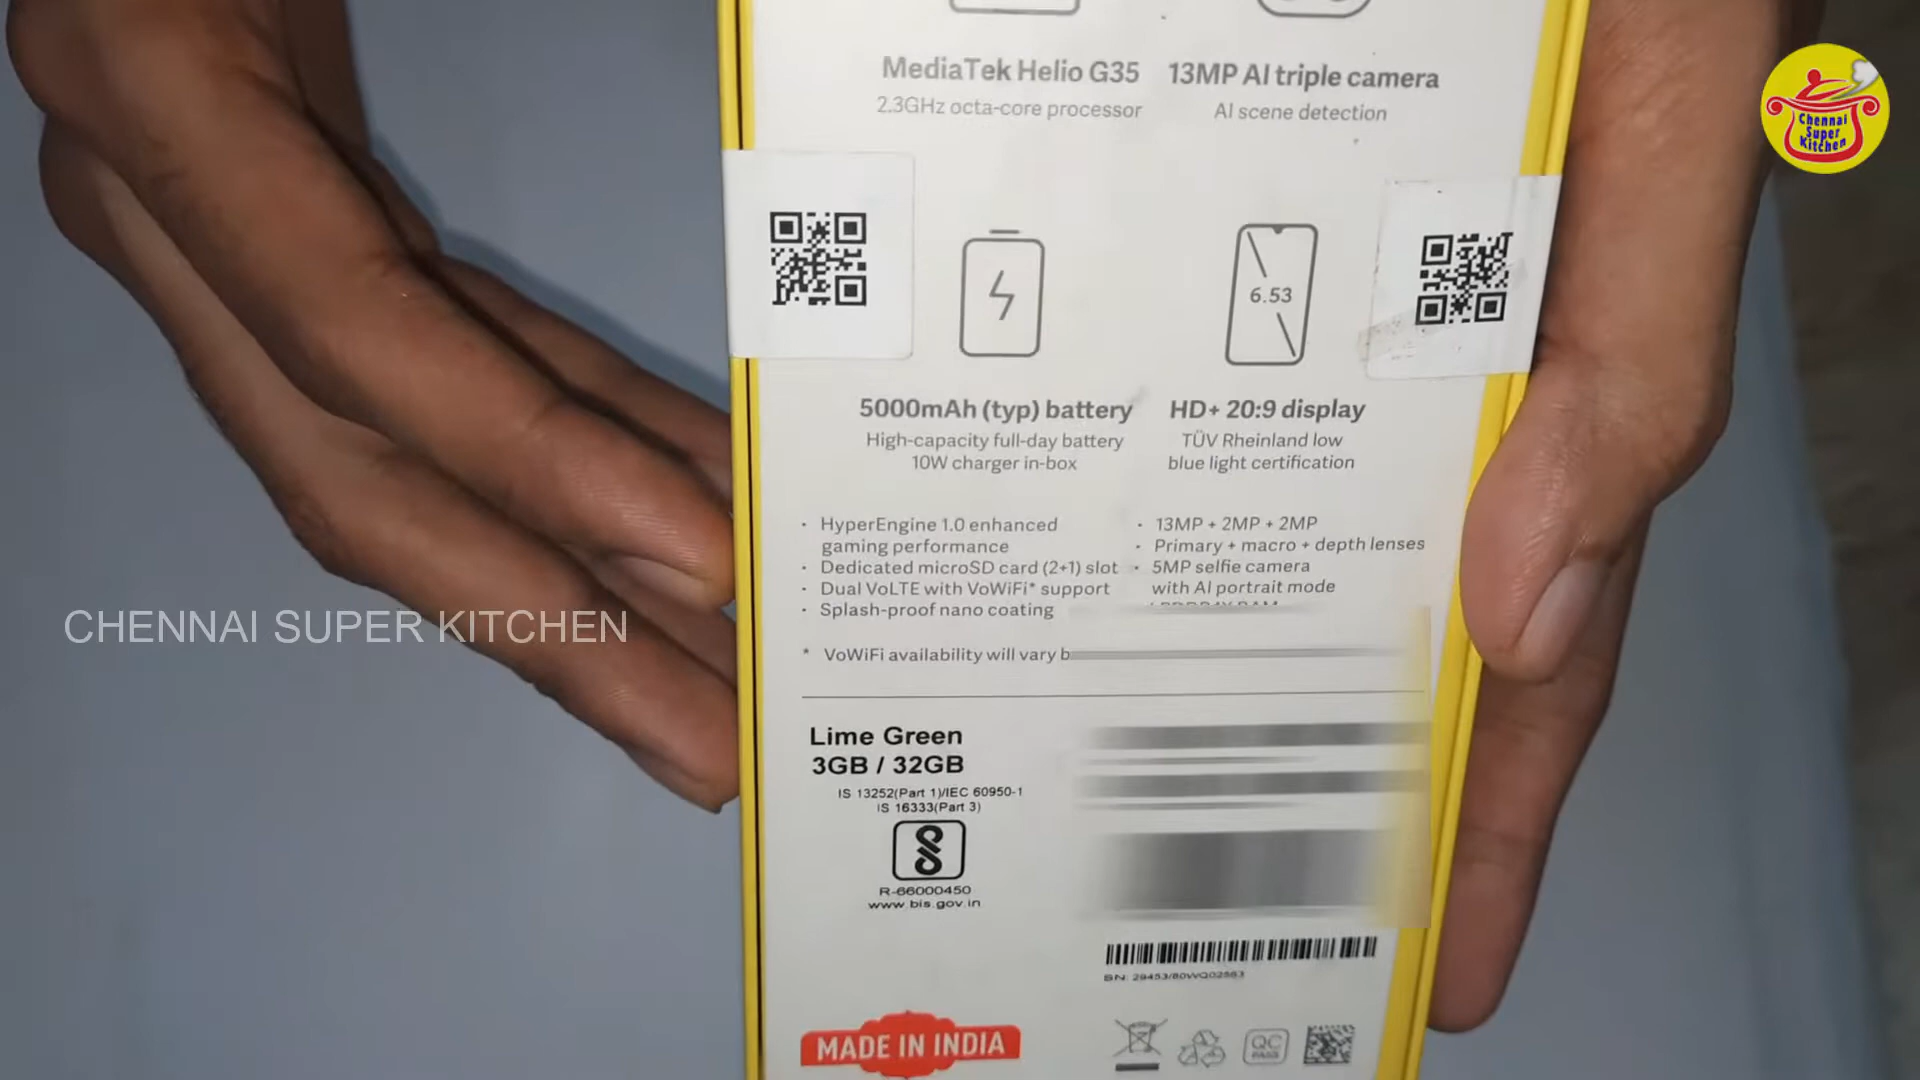 MediaTek Helio G35
2.3GHz octa-core processor
13MP AI triple camera
AI scene detection
Chennai
Super
Kitchen
6.53
5000mAh (typ) battery
High-capacity full-day battery
10W charger in-box
HD+ 20:9 display
TÜV Rheinland low
blue light certification
· HyperEngine 1.0 enhanced
gaming performance
· Dedicated microSD card (2+1) slot
· Dual VoLTE with VoWiFi* support
· Splash-proof nano coating
· 13MP + 2MP + 2MP
· Primary + macro + depth lenses
· 5MP selfie camera
with AI portrait mode
* VoWiFi availability will vary
CHENNAI SUPER KITCHEN
Lime Green
3GB / 32GB
IS 13252(Part 1)/IEC 60950-1
IS 16333(Part 3)
R-66000450
www.bis.gov.in
MADE IN INDIA
QC
PASS